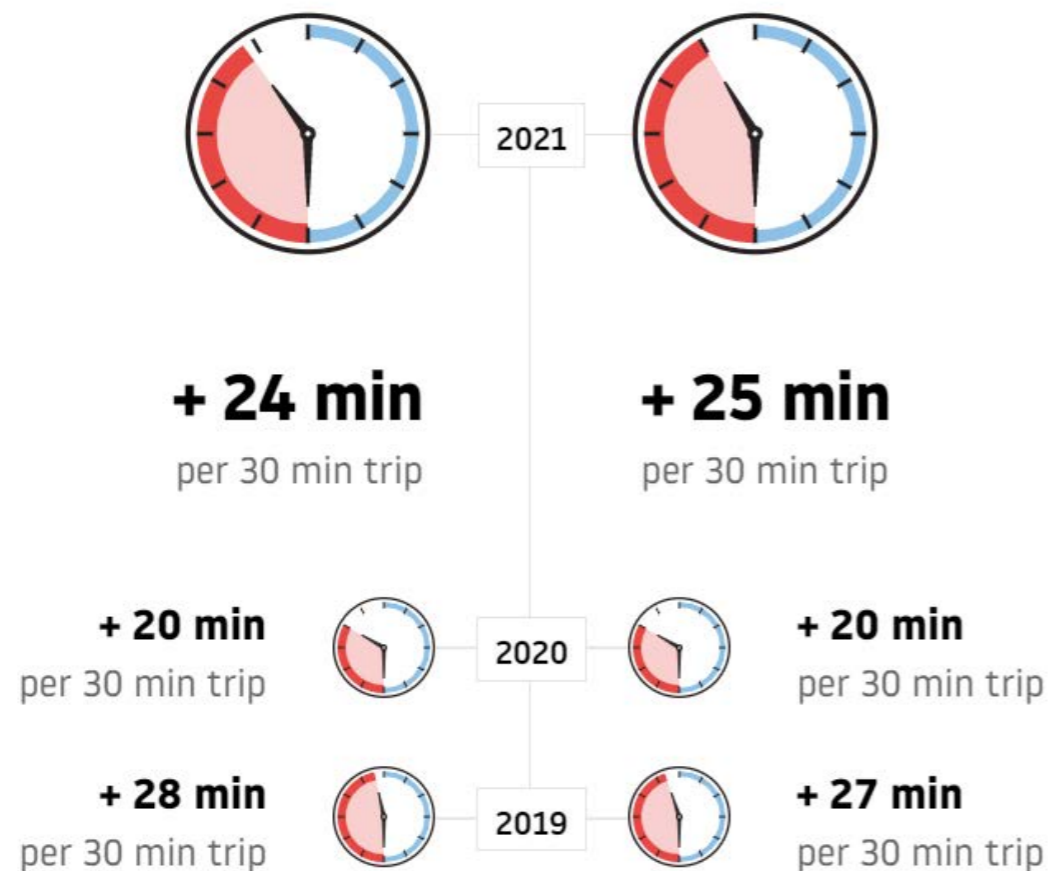 2021
+ 24 min
+ 25 min
per 30 min trip
per 30 min trip
+ 20 min
per 30 min trip
2020
+ 20 min
per 30 min trip
+ 28 min
per 30 min trip
2019
+ 27 min
per 30 min trip